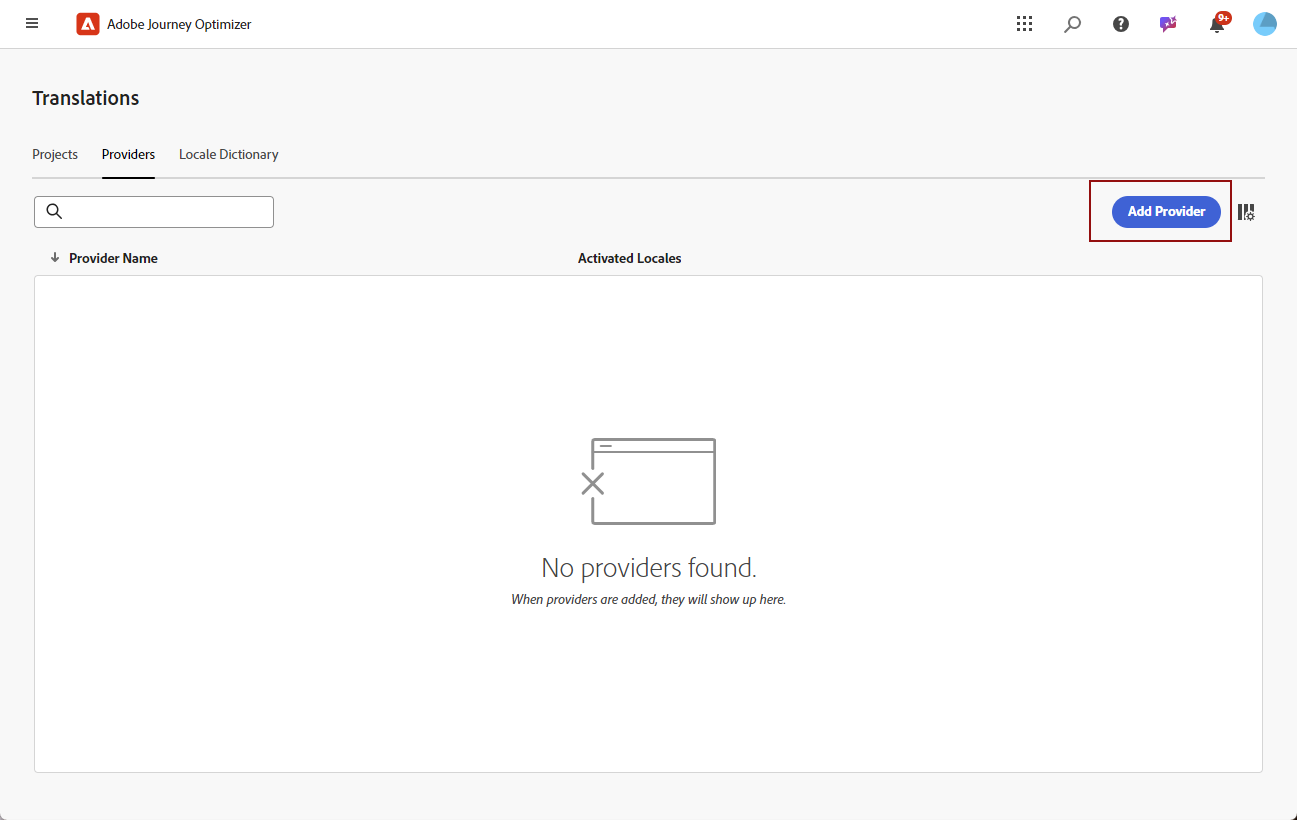 Adobe Journey Optimizer
9+
Translations
Projects Providers Locale Dictionary
Add Provider
Provider Name Activated Locales
No providers found.
When providers are added, they will show up here.